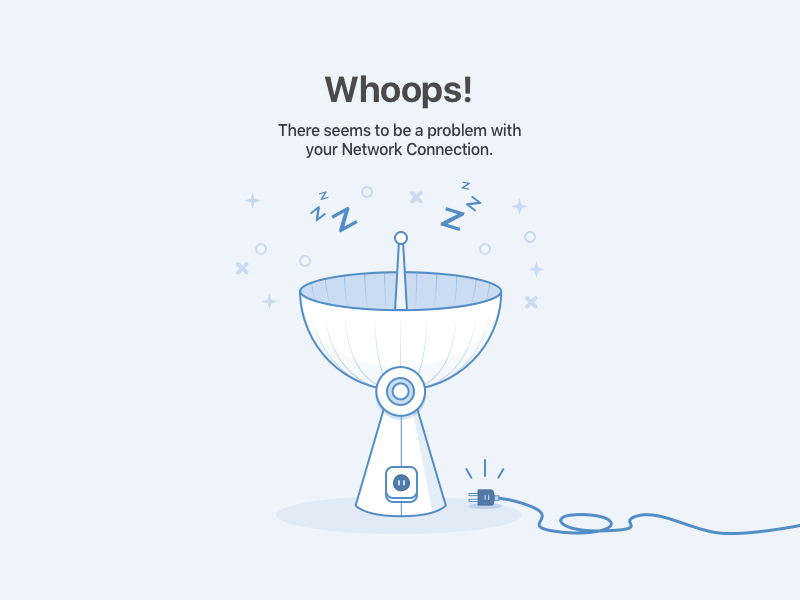 Whoops!
There seems to be a problem with
your Network Connection.
z z
z z
Z Z